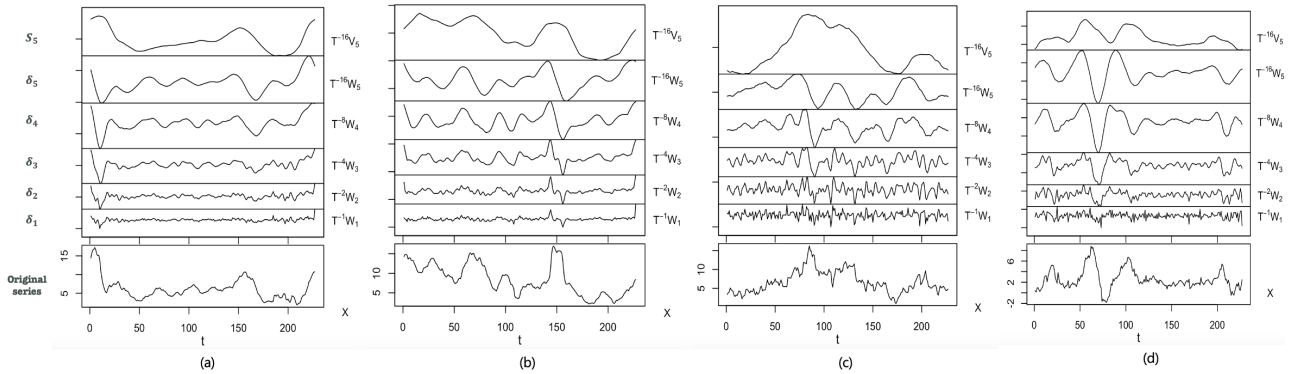 S₅ T⁻¹⁶V₅ T⁻¹⁶V₅ T⁻¹⁶V₅ T⁻¹⁶V₅
δ₅ T⁻¹⁶W₅ T⁻¹⁶W₅ T⁻¹⁶W₅ T⁻¹⁶W₅
δ₄ T⁻⁸W₄ T⁻⁸W₄ T⁻⁸W₄ T⁻⁸W₄
δ₃ T⁻⁴W₃ T⁻⁴W₃ T⁻⁴W₃ T⁻⁴W₃
δ₂ T⁻²W₂ T⁻²W₂ T⁻²W₂ T⁻²W₂
δ₁ T⁻¹W₁ T⁻¹W₁ T⁻¹W₁ T⁻¹W₁
Original
series
15 5 X
10 5 X
10 5 X
6 2 -2 X
0 50 100 150 200
0 50 100 150 200
0 50 100 150 200
0 50 100 150 200
t t t t
(a) (b) (c) (d)